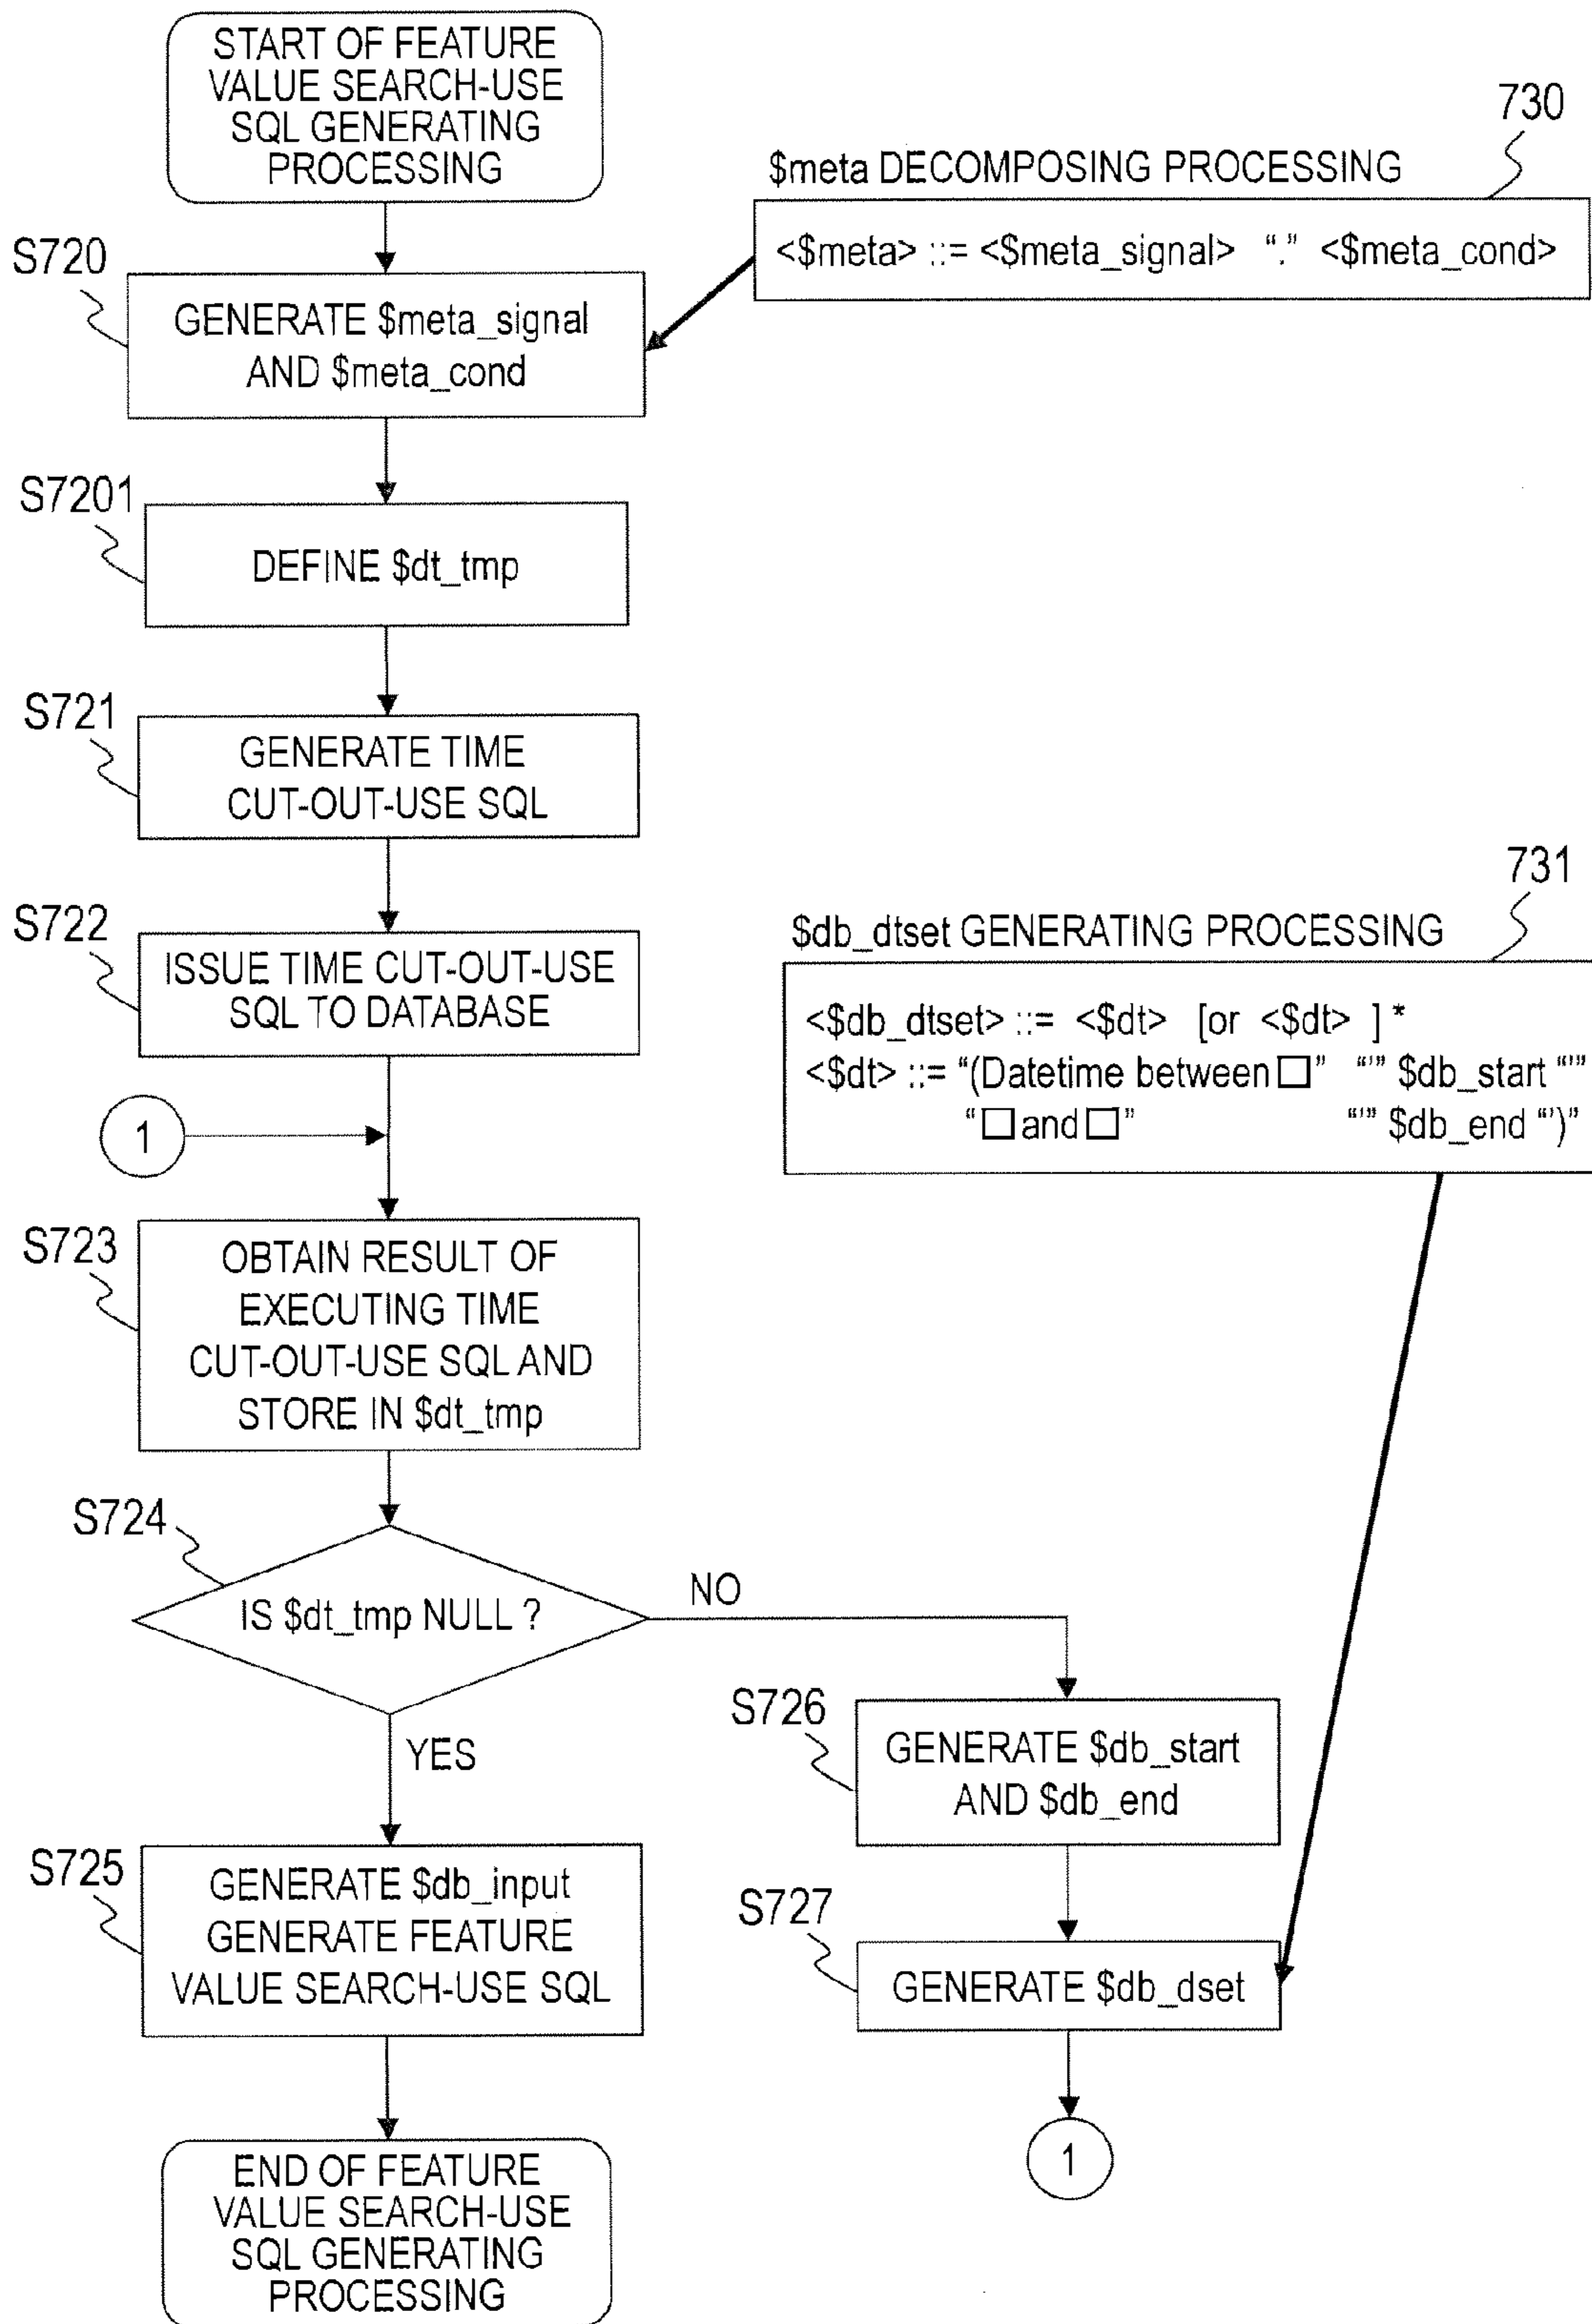 START OF FEATURE
VALUE SEARCH-USE
SQL GENERATING
PROCESSING
730
$meta DECOMPOSING PROCESSING
<$meta> ::= <$meta_signal> “.” <$meta_cond>
S720
GENERATE $meta_signal
AND $meta_cond
S7201
DEFINE $dt_tmp
S721
GENERATE TIME
CUT-OUT-USE SQL
S722
ISSUE TIME CUT-OUT-USE
SQL TO DATABASE
731
$db_dtset GENERATING PROCESSING
<$db_dtset> ::= <$dt> [or <$dt> ] *
<$dt> ::= “(Datetime between□” “'” $db_start “'”
“□and□” “'” $db_end “')”
1
S723
OBTAIN RESULT OF
EXECUTING TIME
CUT-OUT-USE SQL AND
STORE IN $dt_tmp
S724
IS $dt_tmp NULL ?
NO
YES
S726
GENERATE $db_start
AND $db_end
S725
GENERATE $db_input
GENERATE FEATURE
VALUE SEARCH-USE SQL
S727
GENERATE $db_dset
1
END OF FEATURE
VALUE SEARCH-USE
SQL GENERATING
PROCESSING